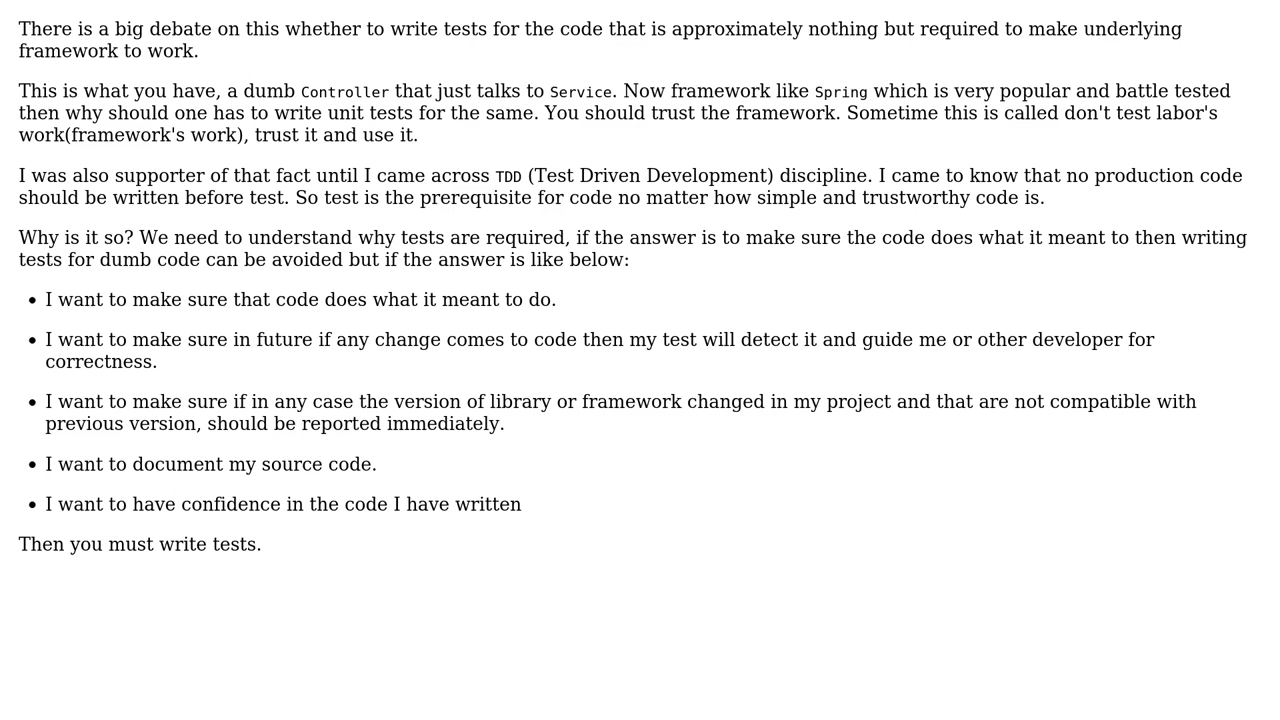 There is a big debate on this whether to write tests for the code that is approximately nothing but required to make underlying
framework to work.
This is what you have, a dumb Controller that just talks to Service. Now framework like Spring which is very popular and battle tested
then why should one has to write unit tests for the same. You should trust the framework. Sometime this is called don't test labor's
work(framework's work), trust it and use it.
I was also supporter of that fact until I came across TDD (Test Driven Development) discipline. I came to know that no production code
should be written before test. So test is the prerequisite for code no matter how simple and trustworthy code is.
Why is it so? We need to understand why tests are required, if the answer is to make sure the code does what it meant to then writing
tests for dumb code can be avoided but if the answer is like below:
• I want to make sure that code does what it meant to do.
• I want to make sure in future if any change comes to code then my test will detect it and guide me or other developer for
correctness.
• I want to make sure if in any case the version of library or framework changed in my project and that are not compatible with
previous version, should be reported immediately.
• I want to document my source code.
• I want to have confidence in the code I have written
Then you must write tests.